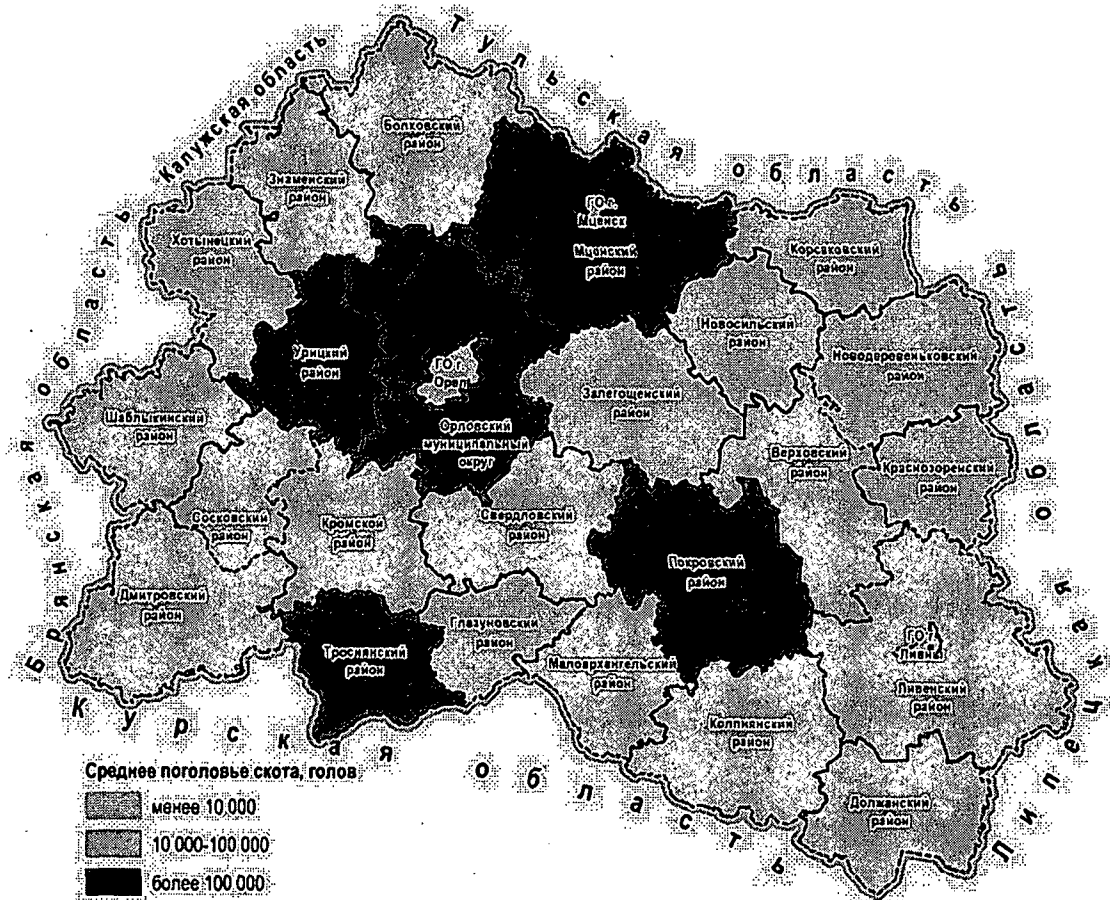 Тульская область
Калужская область
Болховский
район
Знаменский
район
ГО г.
Мценск
Мценский
район
Хотынецкий
район
Корсаковский
район
Новосильский
район
Новодеревеньковский
район
Урицкий
район
ГО г.
Орел
Залегощенский
район
Шаблыкинский
район
Орловский
муниципальный
округ
Верховский
район
Краснозоренский
район
Сосковский
район
Кромской
район
Свердловский
район
Покровский
район
Дмитровский
район
Глазуновский
район
Троснянский
район
Малоархангельский
район
ГО г.
Ливны
Ливенский
район
Колпнянский
район
Должанский
район
Брянская область
Курская область
Липецкая область
Среднее поголовье скота, голов
менее 10 000
10 000-100 000
более 100 000